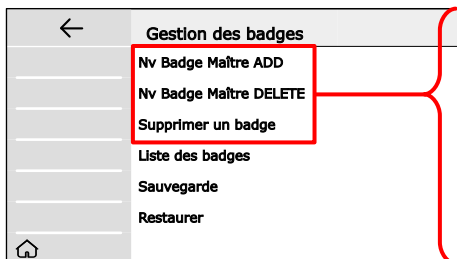 Gestion des badges
Nv Badge Maître ADD
Nv Badge Maître DELETE
Supprimer un badge
Liste des badges
Sauvegarde
Restaurer